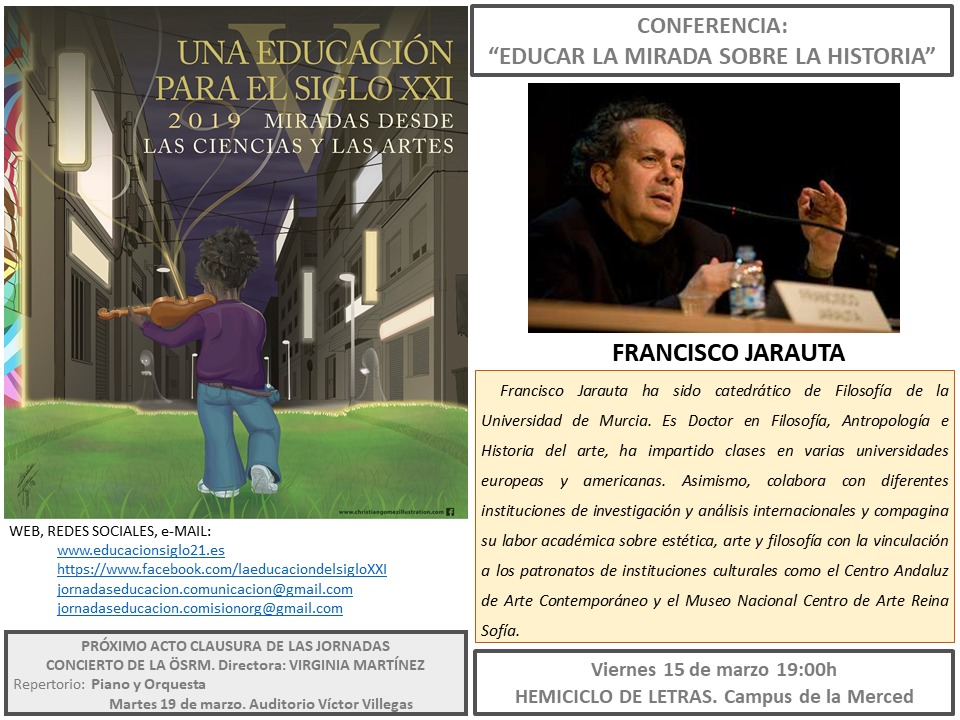 UNA EDUCACIÓN
PARA EL SIGLO XXI
V
2019 MIRADAS DESDE
LAS CIENCIAS Y LAS ARTES
www.christiangomezillustration.com
WEB, REDES SOCIALES, e-MAIL:
www.educacionsiglo21.es
https://www.facebook.com/laeducaciondelsigloXXI
jornadaseducacion.comunicacion@gmail.com
jornadaseducacion.comisionorg@gmail.com
PRÓXIMO ACTO CLAUSURA DE LAS JORNADAS
CONCIERTO DE LA ÖSRM. Directora: VIRGINIA MARTÍNEZ
Repertorio: Piano y Orquesta
Martes 19 de marzo. Auditorio Víctor Villegas
CONFERENCIA:
“EDUCAR LA MIRADA SOBRE LA HISTORIA”
FRANCISCO
JARAUTA
FRANCISCO JARAUTA
Francisco Jarauta ha sido catedrático de Filosofía de la
Universidad de Murcia. Es Doctor en Filosofía, Antropología e
Historia del arte, ha impartido clases en varias universidades
europeas y americanas. Asimismo, colabora con diferentes
instituciones de investigación y análisis internacionales y compagina
su labor académica sobre estética, arte y filosofía con la vinculación
a los patronatos de instituciones culturales como el Centro Andaluz
de Arte Contemporáneo y el Museo Nacional Centro de Arte Reina
Sofía.
Viernes 15 de marzo 19:00h
HEMICICLO DE LETRAS. Campus de la Merced